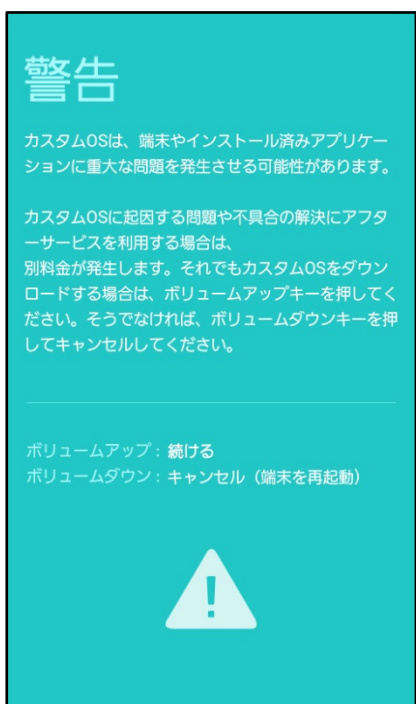 警告
カスタムOSは、端末やインストール済みアプリケー
ションに重大な問題を発生させる可能性があります。
カスタムOSに起因する問題や不具合の解決にアフタ
ーサービスを利用する場合は、
別料金が発生します。それでもカスタムOSをダウン
ロードする場合は、ボリュームアップキーを押してく
ださい。そうでなければ、ボリュームダウンキーを押
してキャンセルしてください。
ボリュームアップ : 続ける
ボリュームダウン : キャンセル（端末を再起動）